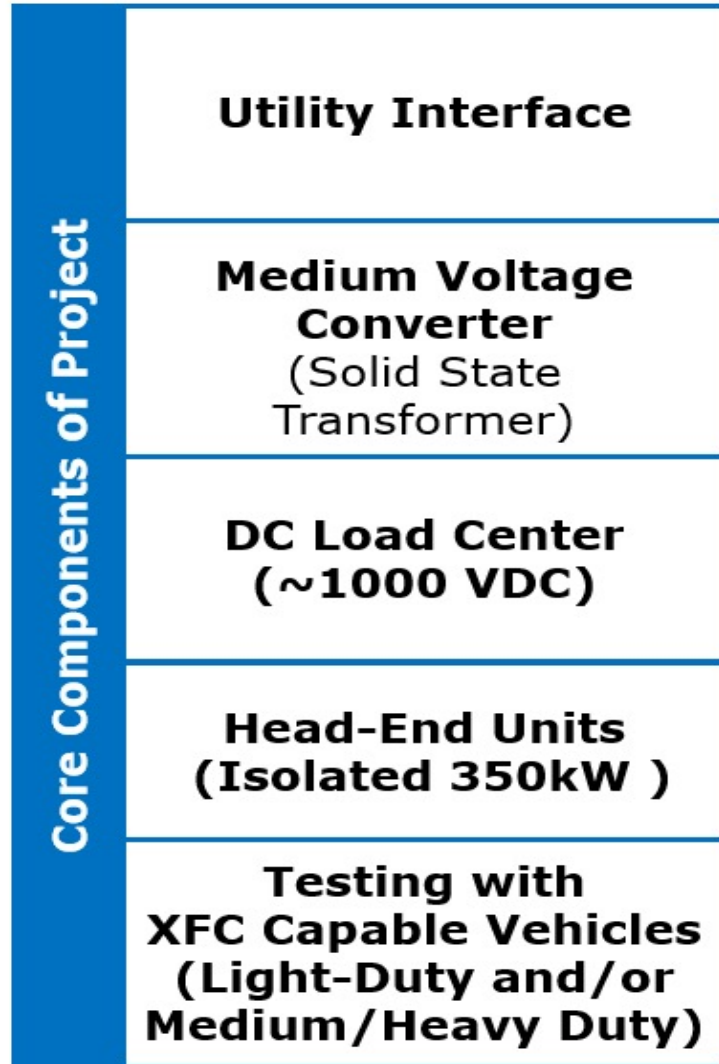 Core Components of Project
Utility Interface
Medium Voltage
Converter
(Solid State
Transformer)
DC Load Center
(~1000 VDC)
Head-End Units
(Isolated 350kW )
Testing with
XFC Capable Vehicles
(Light-Duty and/or
Medium/Heavy Duty)